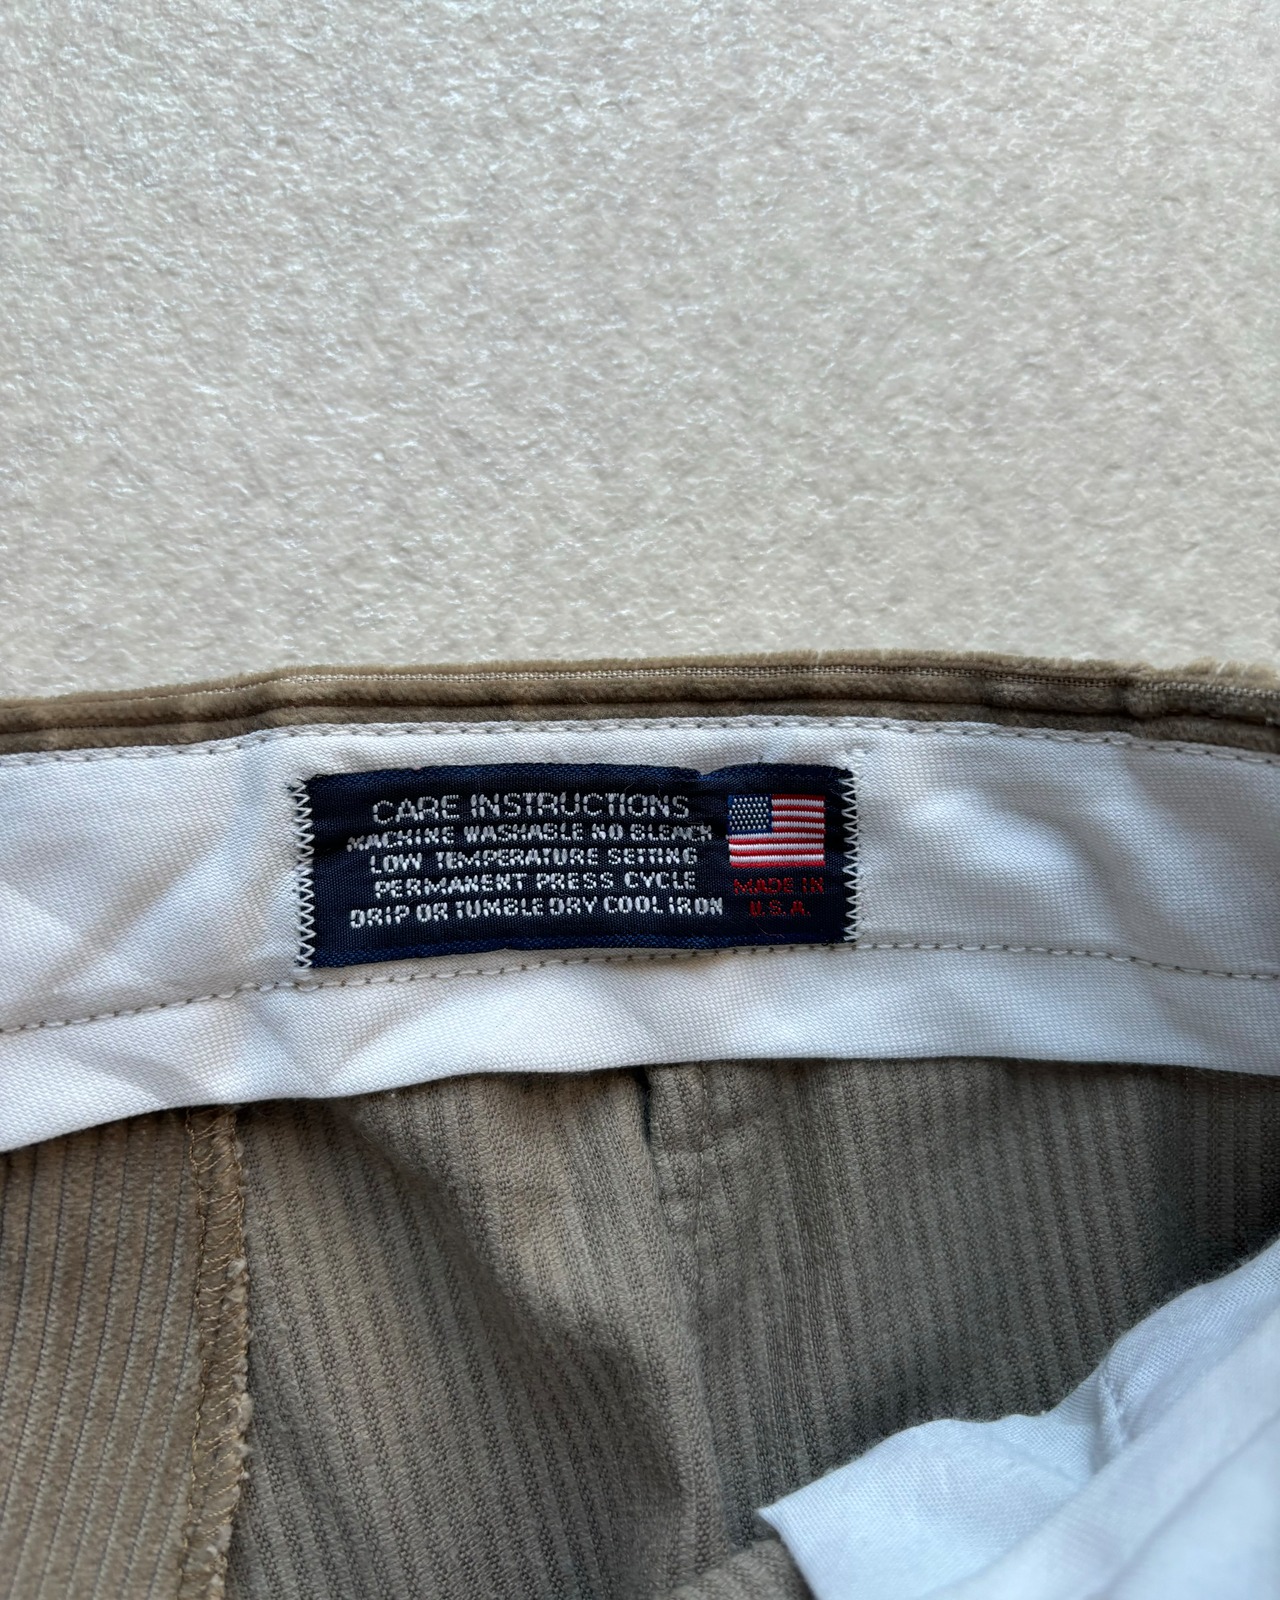 CARE INSTRUCTIONS
MACHINE WASHABLE NO BLEACH
LOW TEMPERATURE SETTING
PERMANENT PRESS CYCLE
DRIP OR TUMBLE DRY COOL IRON
MADE IN
U.S.A.